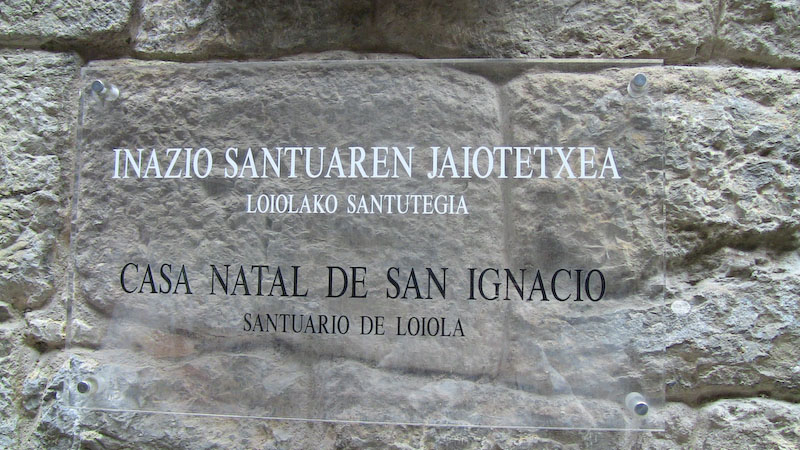 INAZIO SANTUAREN JAIOTETXEA
LOIOLAKO SANTUTEGIA
CASA NATAL DE SAN IGNACIO
SANTUARIO DE LOIOLA